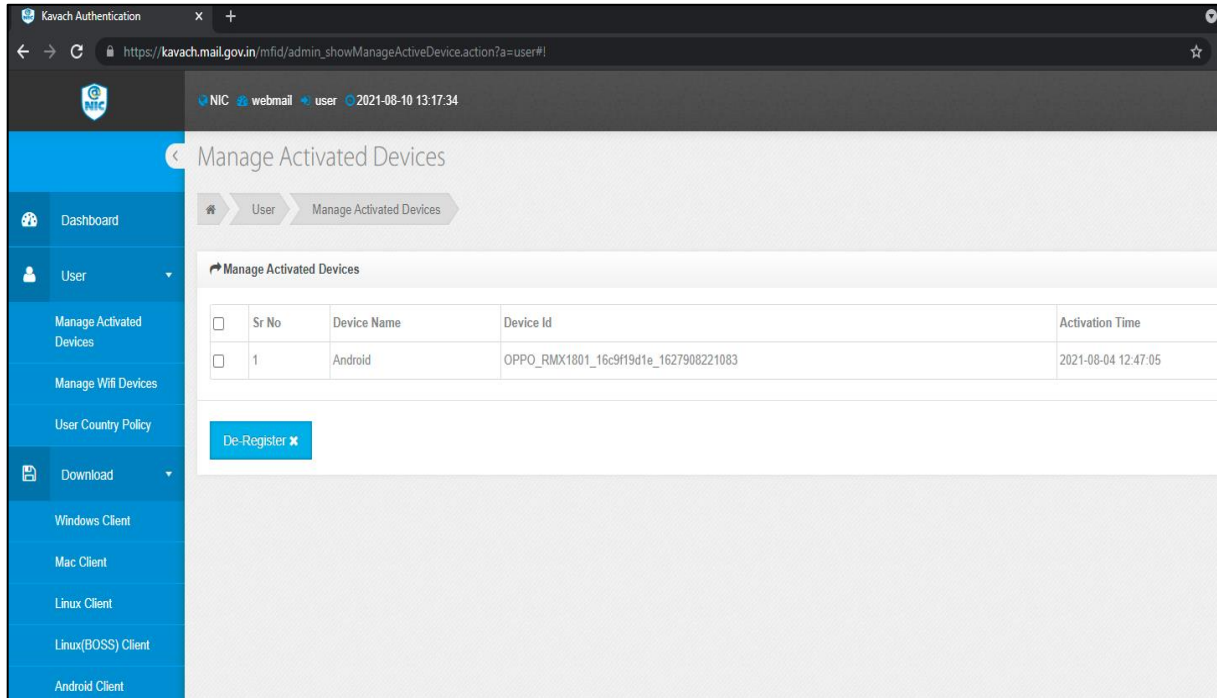 Kavach Authentication
https://kavach.mail.gov.in/mfid/admin_showManageActiveDevice.action?a=user#!
@
NIC
NIC webmail user 2021-08-10 13:17:34
Manage Activated Devices
User Manage Activated Devices
Dashboard
User
Manage Activated
Devices
Manage Wifi Devices
User Country Policy
Download
Windows Client
Mac Client
Linux Client
Linux(BOSS) Client
Android Client
Manage Activated Devices
Sr No Device Name Device Id Activation Time
1 Android OPPO_RMX1801_16c9f19d1e_1627908221083 2021-08-04 12:47:05
De-Register ✖